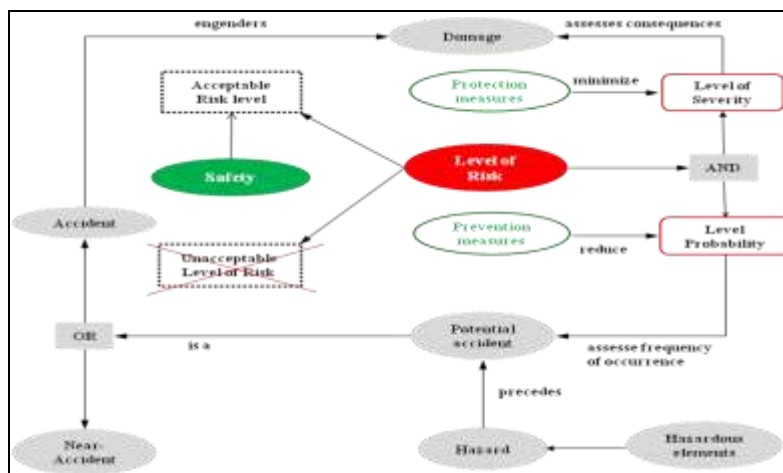 engenders
Damage
assesses consequences
Acceptable
Risk level
Protection
measures
minimize
Level of
Severity
Safety
Level of
Risk
AND
Accident
Unacceptable
Level of Risk
Prevention
measures
reduce
Level
Probability
OR
is a
Potential
accident
assesse frequency
of occurrence
precedes
Near-
Accident
Hazard
Hazardous
elements